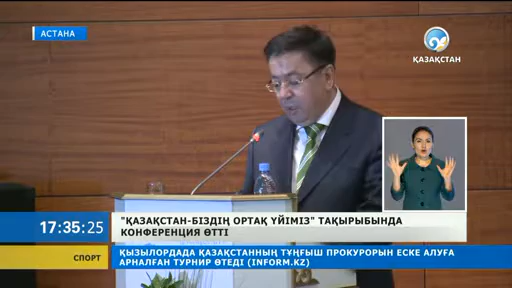 АСТАНА
ҚАЗАҚСТАН
17:35:25
"ҚАЗАҚСТАН-БІЗДІҢ ОРТАҚ ҮЙІМІЗ" ТАҚЫРЫБЫНДА
КОНФЕРЕНЦИЯ ӨТТІ
СПОРТ
ҚЫЗЫЛОРДАДА ҚАЗАҚСТАННЫҢ ТҰҢҒЫШ ПРОКУРОРЫН ЕСКЕ АЛУҒА
АРНАЛҒАН ТУРНИР ӨТЕДІ (INFORM.KZ)